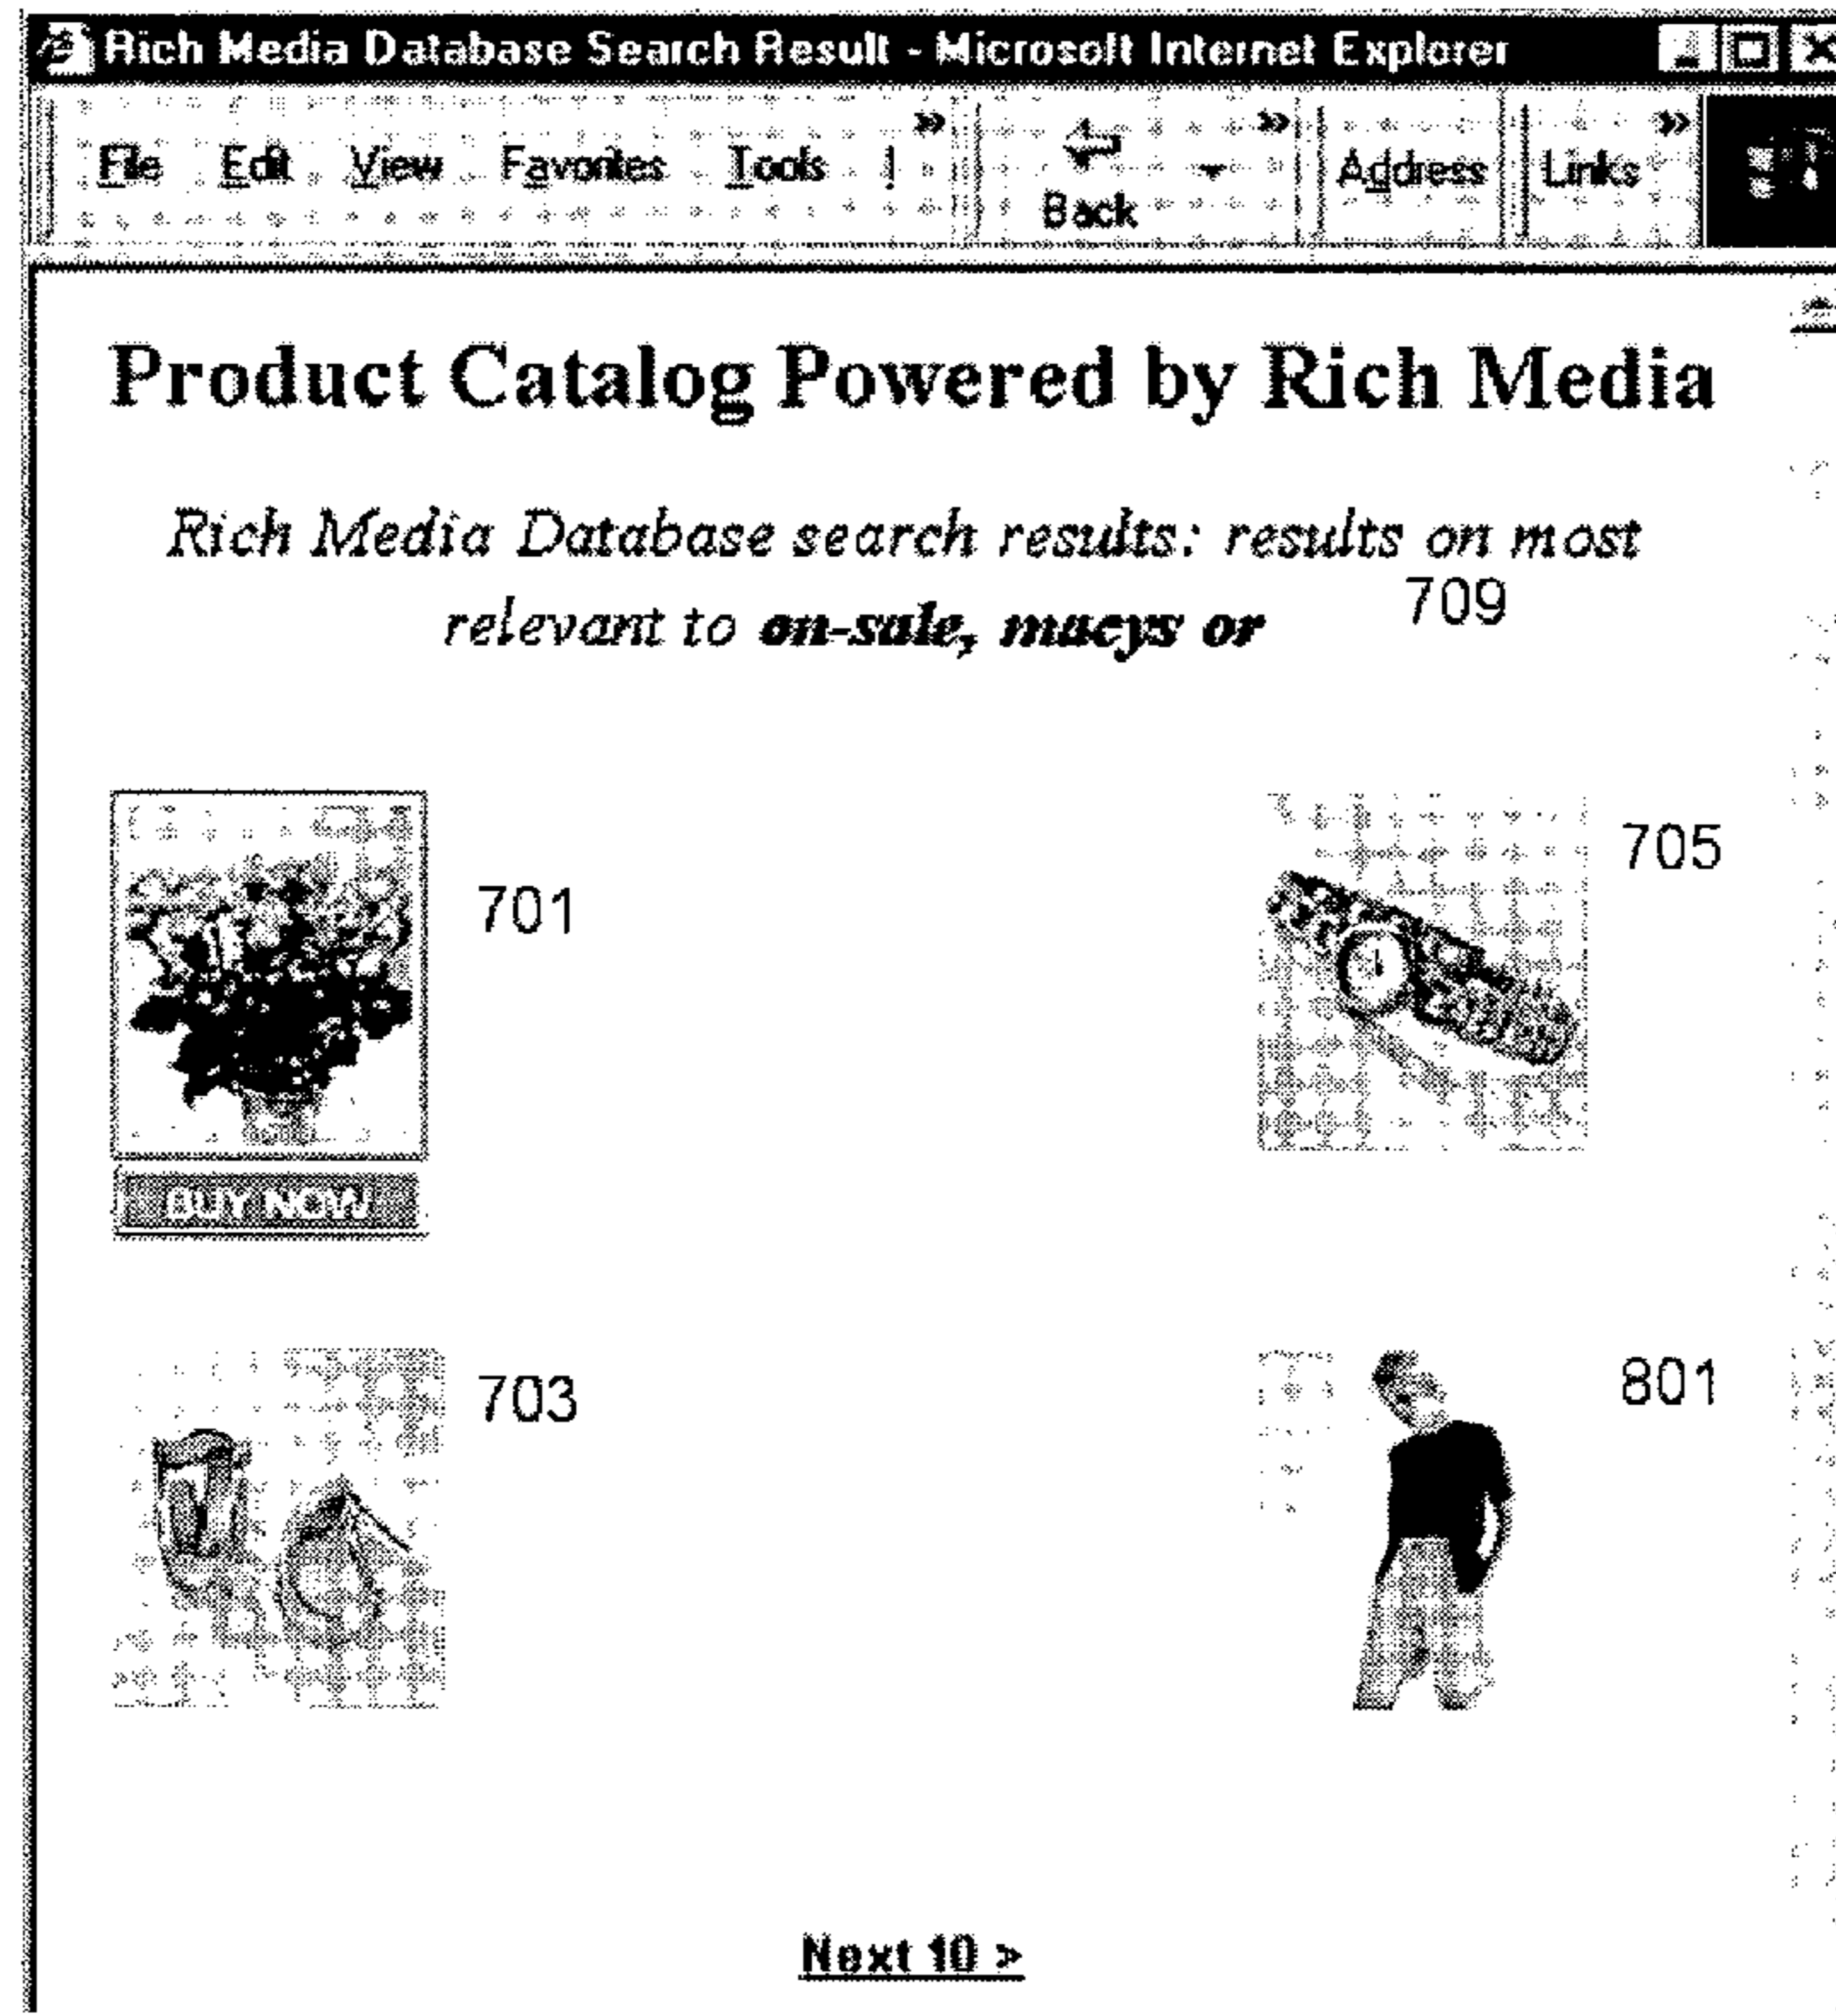 Rich Media Database Search Result - Microsoft Internet Explorer
File Edit View Favorites Tools ! » Back » Address Links »
Product Catalog Powered by Rich Media
Rich Media Database search results: results on most
relevant to on-sale, macys or 709
701
705
BUY NOW
703
801
Next 10 >